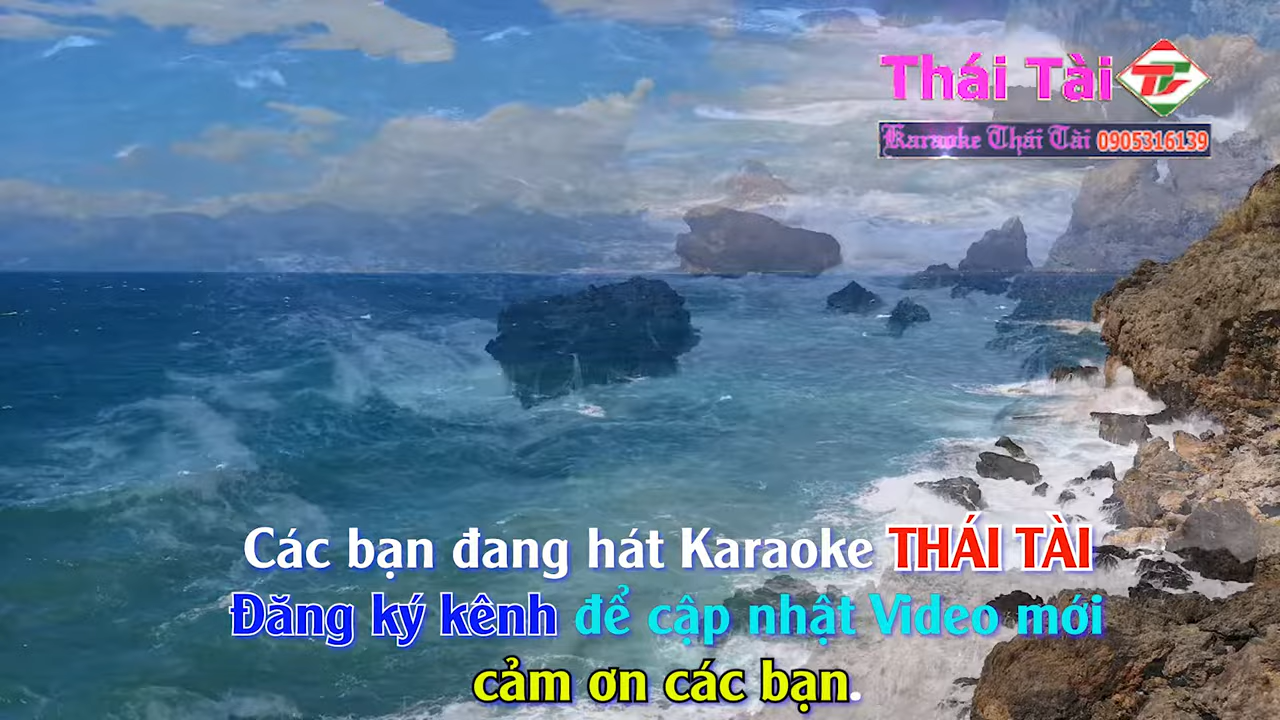 Thái Tài
Karaoke Thái Tài 0905316139
Các bạn đang hát Karaoke THÁI TÀI
Đăng ký kênh để cập nhật Video mới
cảm ơn các bạn.